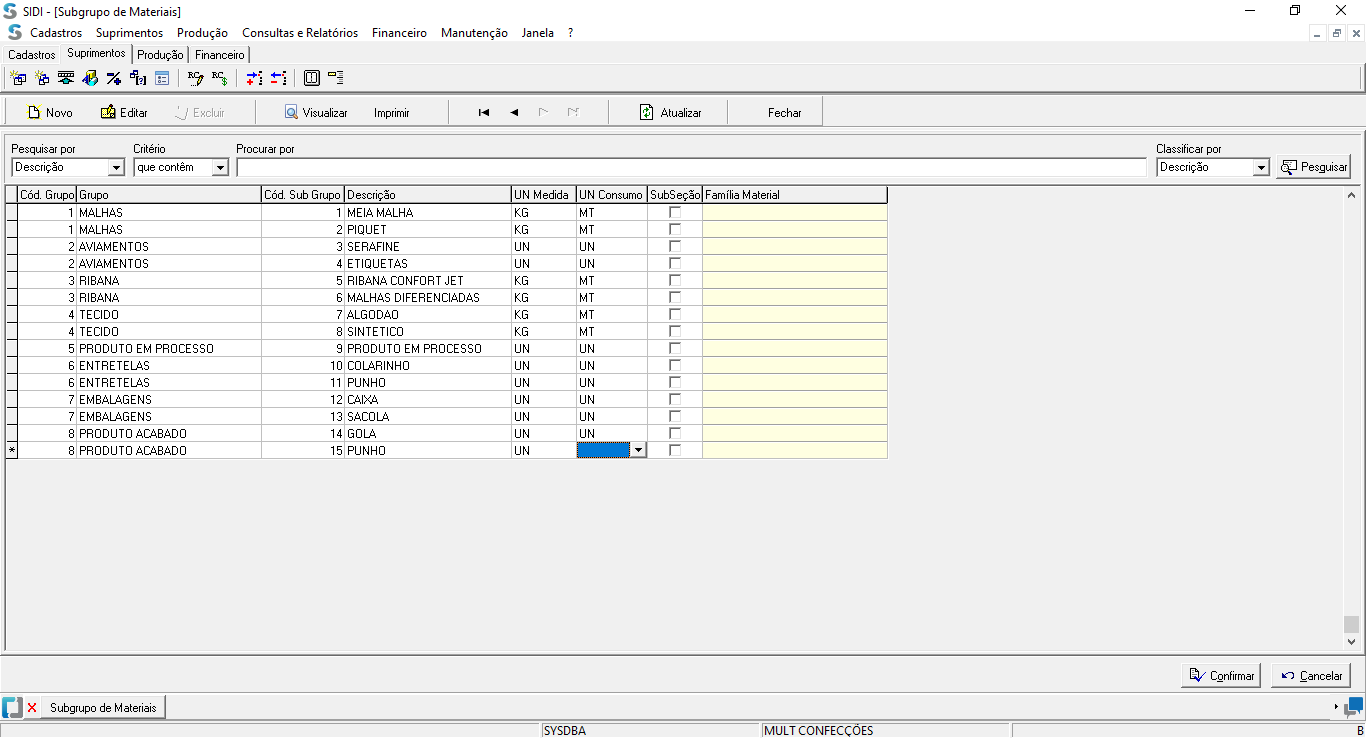 SIDI - [Subgrupo de Materiais]
Cadastros Suprimentos Produção Consultas e Relatórios Financeiro Manutenção Janela ?
Cadastros Suprimentos Produção Financeiro
Novo Editar Excluir Visualizar Imprimir Atualizar Fechar
Pesquisar por Critério Procurar por Classificar por
Descrição que contêm Descrição Pesquisar
Cód. Grupo Grupo Cód. Sub Grupo Descrição UN Medida UN Consumo SubSeção Família Material
1 MALHAS 1 MEIA MALHA KG MT
1 MALHAS 2 PIQUET KG MT
2 AVIAMENTOS 3 SERAFINE UN UN
2 AVIAMENTOS 4 ETIQUETAS UN UN
3 RIBANA 5 RIBANA CONFORT JET KG MT
3 RIBANA 6 MALHAS DIFERENCIADAS KG MT
4 TECIDO 7 ALGODAO KG MT
4 TECIDO 8 SINTETICO KG MT
5 PRODUTO EM PROCESSO 9 PRODUTO EM PROCESSO UN UN
6 ENTRETELAS 10 COLARINHO UN UN
6 ENTRETELAS 11 PUNHO UN UN
7 EMBALAGENS 12 CAIXA UN UN
7 EMBALAGENS 13 SACOLA UN UN
8 PRODUTO ACABADO 14 GOLA UN UN
* 8 PRODUTO ACABADO 15 PUNHO UN
Confirmar Cancelar
Subgrupo de Materiais
SYSDBA MULT CONFECÇÕES B